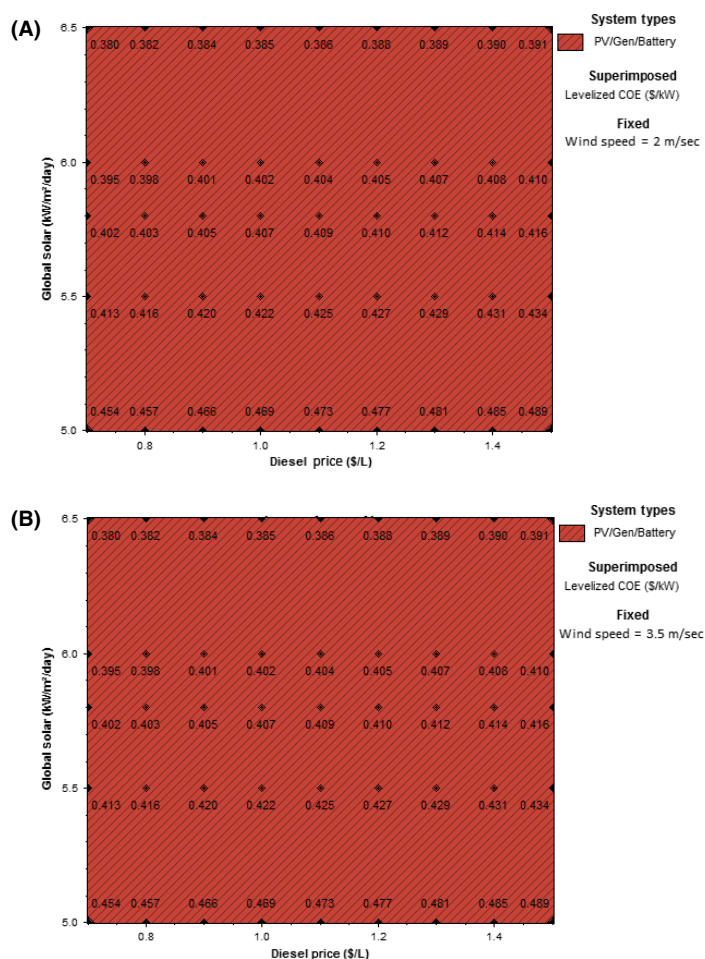 (A)
6.5
0.380 0.382 0.384 0.385 0.386 0.388 0.389 0.390 0.391
System types
PV/Gen/Battery
Superimposed
Levelized COE ($/kW)
Fixed
Wind speed = 2 m/sec
6.0
0.395 0.398 0.401 0.402 0.404 0.405 0.407 0.408 0.410
0.402 0.403 0.405 0.407 0.409 0.410 0.412 0.414 0.416
Global solar (kW/m²/day)
5.5
0.413 0.416 0.420 0.422 0.425 0.427 0.429 0.431 0.434
0.454 0.457 0.466 0.469 0.473 0.477 0.481 0.485 0.489
5.0
0.8 1.0 1.2 1.4
Diesel price ($/L)
(B)
6.5
0.380 0.382 0.384 0.385 0.386 0.388 0.389 0.390 0.391
System types
PV/Gen/Battery
Superimposed
Levelized COE ($/kW)
Fixed
Wind speed = 3.5 m/sec
6.0
0.395 0.398 0.401 0.402 0.404 0.405 0.407 0.408 0.410
0.402 0.403 0.405 0.407 0.409 0.410 0.412 0.414 0.416
Global solar (kW/m²/day)
5.5
0.413 0.416 0.420 0.422 0.425 0.427 0.429 0.431 0.434
0.454 0.457 0.466 0.469 0.473 0.477 0.481 0.485 0.489
5.0
0.8 1.0 1.2 1.4
Diesel price ($/L)